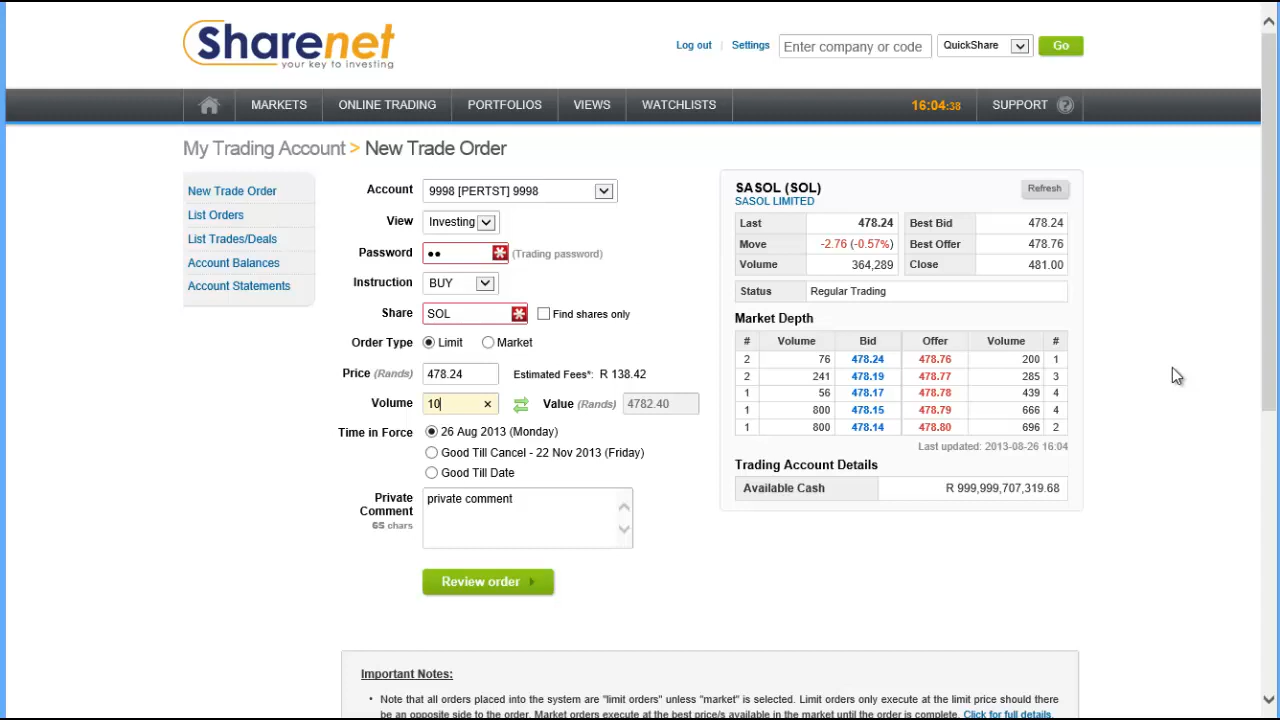 Sharenet
your key to investing
Log out | Settings Enter company or code QuickShare Go
MARKETS ONLINE TRADING PORTFOLIOS VIEWS WATCHLISTS 16:04:38 SUPPORT ?
My Trading Account > New Trade Order
New Trade Order
List Orders
List Trades/Deals
Account Balances
Account Statements
Account 9998 [PERTST] 9998
View Investing
Password (Trading password)
Instruction BUY
Share SOL Find shares only
Order Type Limit Market
Price (Rands) 478.24 Estimated Fees*: R 138.42
Volume 10 × Value (Rands) 4782.40
Time in Force 26 Aug 2013 (Monday)
Good Till Cancel - 22 Nov 2013 (Friday)
Good Till Date
Private Comment private comment
65 chars
Review order
SASOL (SOL) Refresh
SASOL LIMITED
Last 478.24 Best Bid 478.24
Move -2.76 (-0.57%) Best Offer 478.76
Volume 364,289 Close 481.00
Status Regular Trading
Market Depth
# Volume Bid Offer Volume #
2 76 478.24 478.76 200 1
2 241 478.19 478.77 285 3
1 56 478.17 478.78 439 4
1 800 478.15 478.79 666 4
1 800 478.14 478.80 696 2
Last updated: 2013-08-26 16:04
Trading Account Details
Available Cash R 999,999,707,319.68
Important Notes:
• Note that all orders placed into the system are "limit orders" unless "market" is selected. Limit orders only execute at the limit price should there
be an opposite side to the order. Market orders execute at the best price/s available in the market until the order is complete. Click for full details.